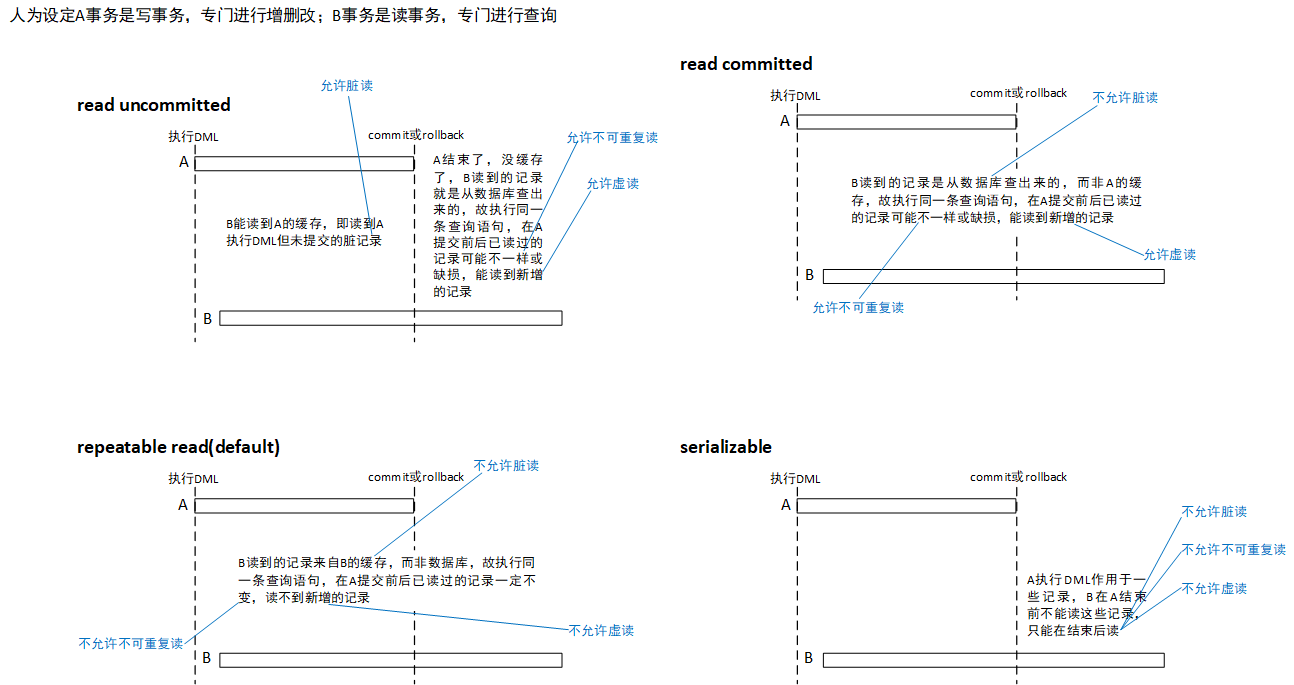 人为设定A事务是写事务，专门进行增删改；B事务是读事务，专门进行查询
read uncommitted
允许脏读
执行DML
commit或rollback
A
允许不可重复读
允许虚读
A结束了，没缓存
了，B读到的记录
就是从数据库查出
来的，故执行同一
条查询语句，在A
提交前后已读过的
记录可能不一样或
缺损，能读到新增
的记录
B能读到A的缓存，即读到A
执行DML但未提交的脏记录
B
read committed
执行DML
commit或rollback
不允许脏读
A
B读到的记录是从数据库查出来的，而非A的缓
存，故执行同一条查询语句，在A提交前后已读过
的记录可能不一样或缺损，能读到新增的记录
允许虚读
B
允许不可重复读
repeatable read(default)
执行DML
commit或rollback
不允许脏读
A
B读到的记录来自B的缓存，而非数据库，故执行同
一条查询语句，在A提交前后已读过的记录一定不
变，读不到新增的记录
不允许虚读
不允许不可重复读
B
serializable
执行DML
commit或rollback
A
不允许脏读
不允许不可重复读
不允许虚读
A执行DML作用于一
些记录，B在A结束
前不能读这些记录，
只能在结束后读
B